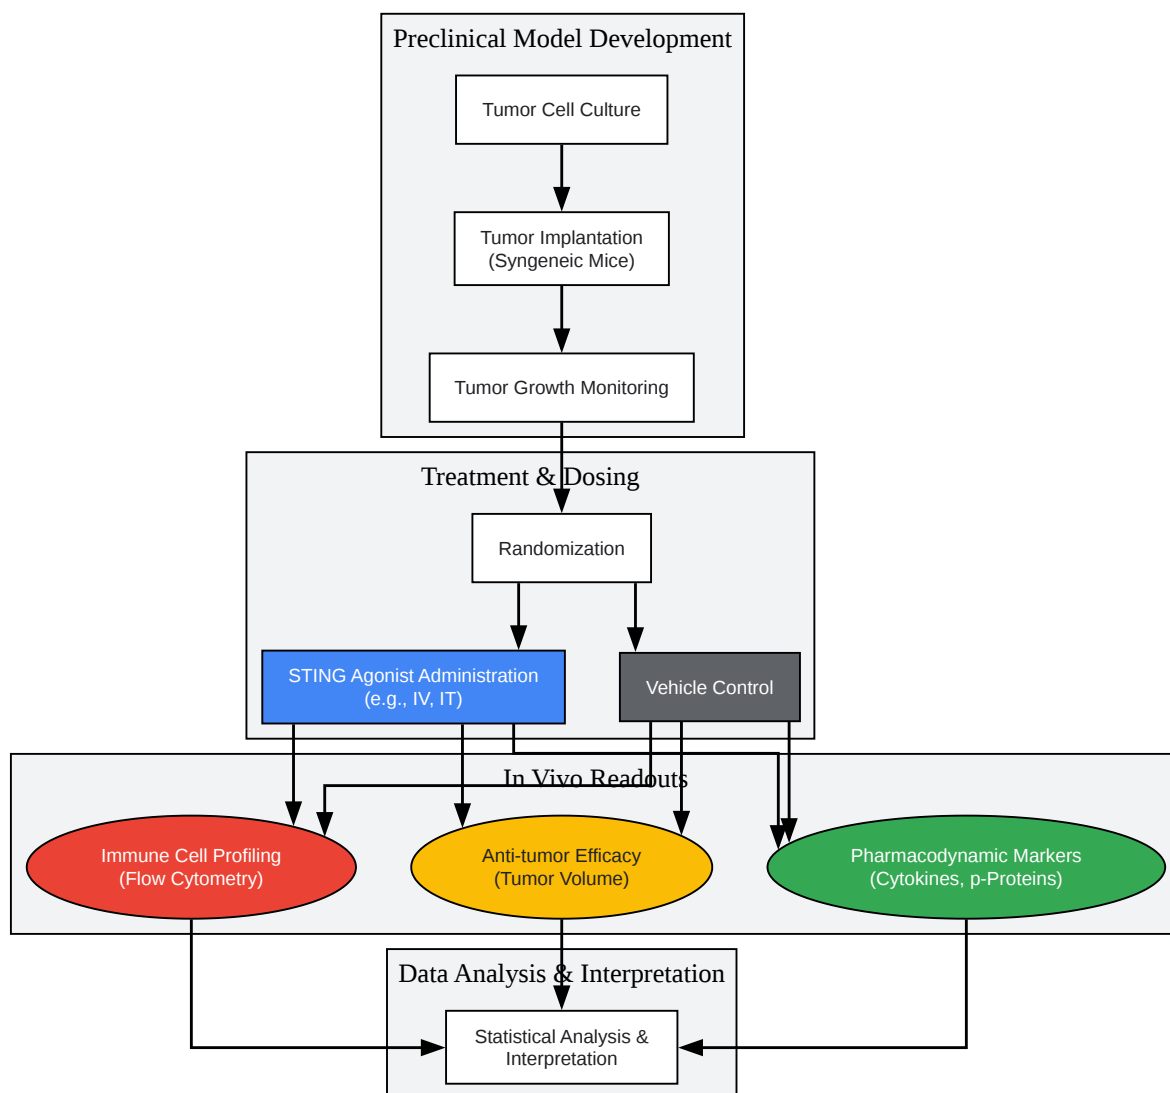 Preclinical Model Development
Tumor Cell Culture
Tumor Implantation
(Syngeneic Mice)
Tumor Growth Monitoring
Treatment & Dosing
Randomization
STING Agonist Administration
(e.g., IV, IT)
Vehicle Control
In Vivo Readouts
Immune Cell Profiling
(Flow Cytometry)
Anti-tumor Efficacy
(Tumor Volume)
Pharmacodynamic Markers
(Cytokines, p-Proteins)
Data Analysis & Interpretation
Statistical Analysis &
Interpretation